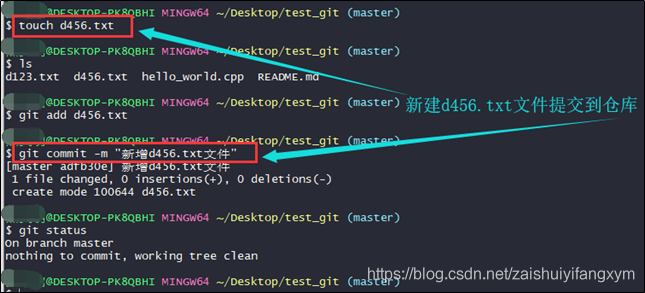 @DESKTOP-PK8QBHI MINGW64 ~/Desktop/test_git (master)
$ touch d456.txt
@DESKTOP-PK8QBHI MINGW64 ~/Desktop/test_git (master)
$ ls
d123.txt d456.txt hello_world.cpp README.md
@DESKTOP-PK8QBHI MINGW64 ~/Desktop/test_git (master)
新建d456.txt文件提交到仓库
$ git add d456.txt
@DESKTOP-PK8QBHI MINGW64 ~/Desktop/test_git (master)
$ git commit -m "新增d456.txt文件"
[master adfb30e] 新增d456.txt文件
1 file changed, 0 insertions(+), 0 deletions(-)
create mode 100644 d456.txt
@DESKTOP-PK8QBHI MINGW64 ~/Desktop/test_git (master)
$ git status
On branch master
nothing to commit, working tree clean
@DESKTOP-PK8QBHI MINGW64 ~/Desktop/test_git (master)
https://blog.csdn.net/zaishuiyifangxym
$